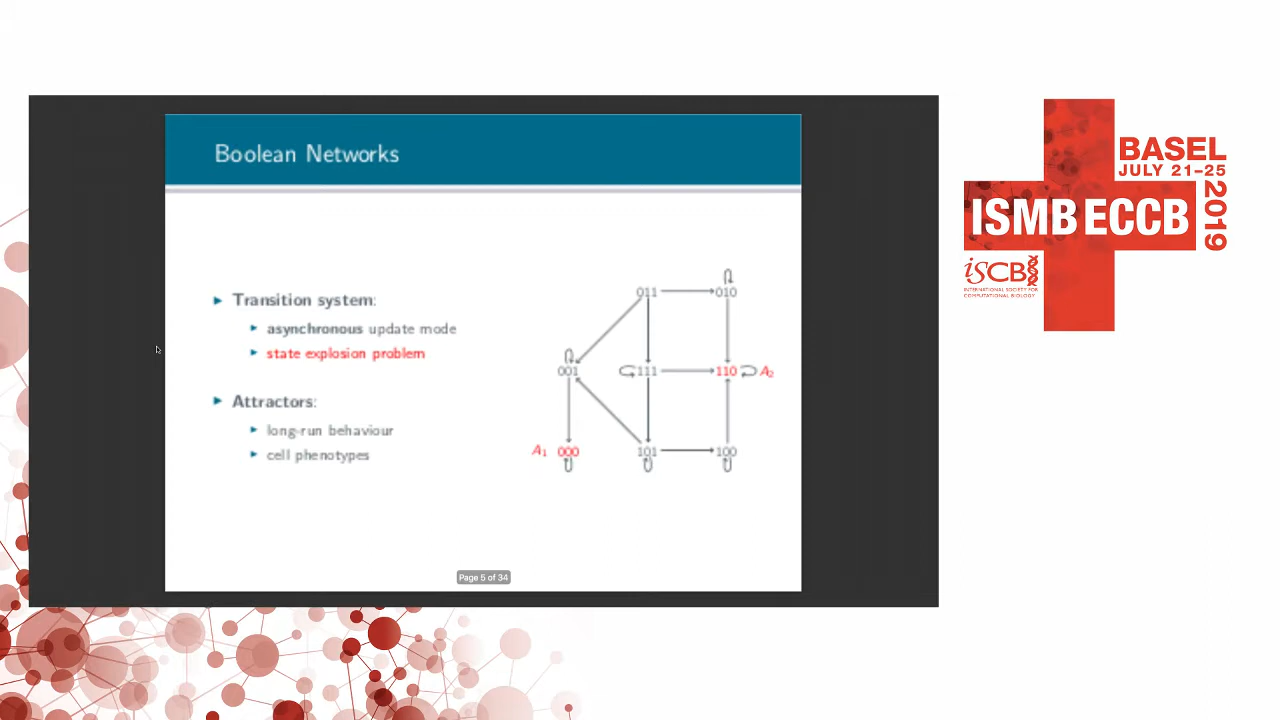 Boolean Networks
Transition system:
asynchronous update mode
state explosion problem
Attractors:
long-run behaviour
cell phenotypes
011
010
001
111
110
A₂
A₁
000
101
100
Page 5 of 34
BASEL
JULY 21–25
2019
ISMB ECCB
iSCB
INTERNATIONAL SOCIETY FOR
COMPUTATIONAL BIOLOGY